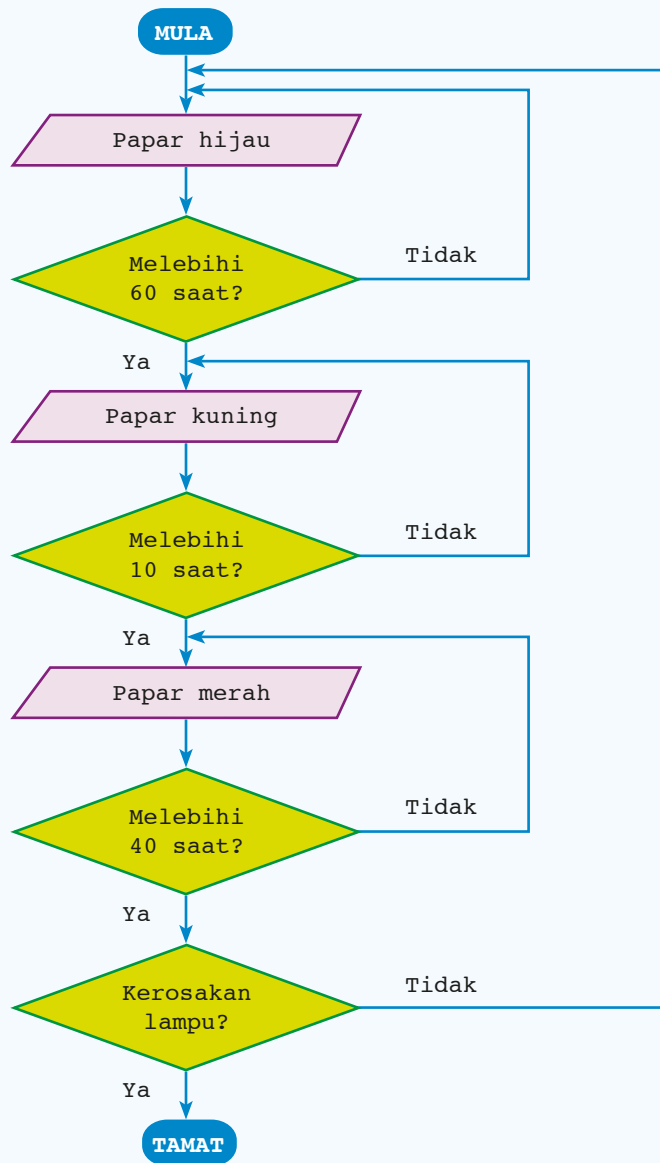 MULA
Papar hijau
Melebihi
60 saat?
Tidak
Ya
Papar kuning
Melebihi
10 saat?
Tidak
Ya
Papar merah
Melebihi
40 saat?
Tidak
Ya
Kerosakan
lampu?
Tidak
Ya
TAMAT